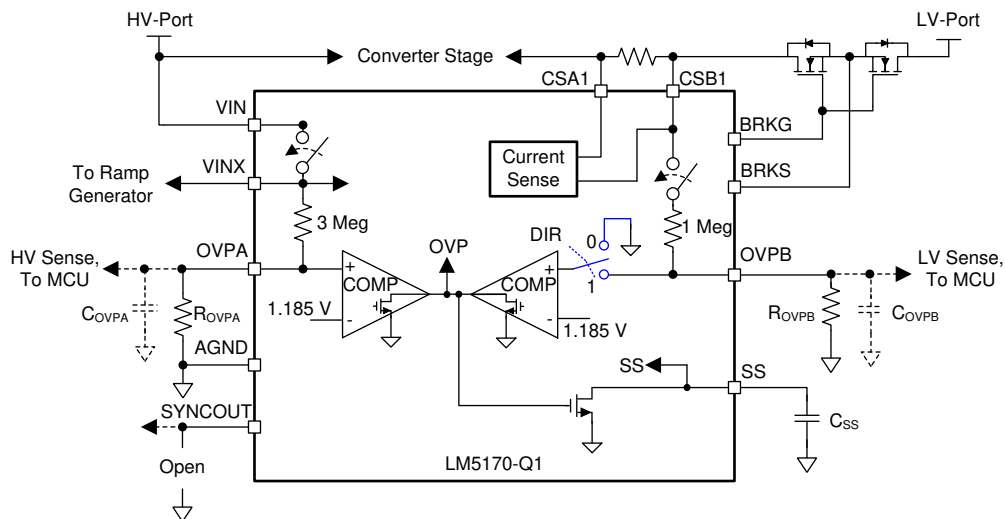 HV-Port
LV-Port
Converter Stage
CSA1
CSB1
VIN
BRKG
Current
Sense
VINX
BRKS
To Ramp
Generator
3 Meg
1 Meg
DIR
0
OVPA
OVP
OVPB
HV Sense,
To MCU
LV Sense,
To MCU
+
COMP
+
COMP
1
COVPA
ROVPA
1.185 V
-
-
1.185 V
ROVPB
COVPB
AGND
SS
SS
SYNCOUT
CSS
Open
LM5170-Q1